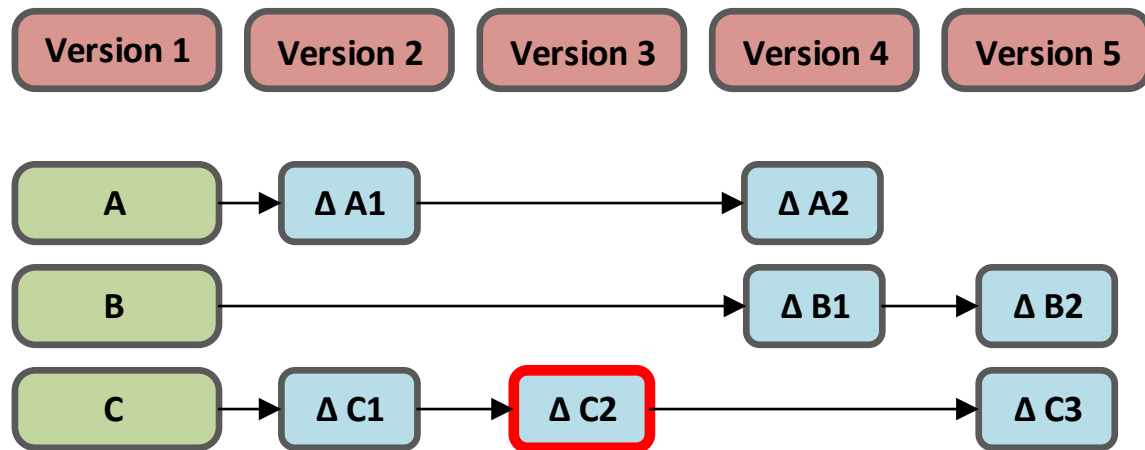 Version 1 Version 2 Version 3 Version 4 Version 5
A Δ A1 Δ A2
B Δ B1 Δ B2
C Δ C1 Δ C2 Δ C3